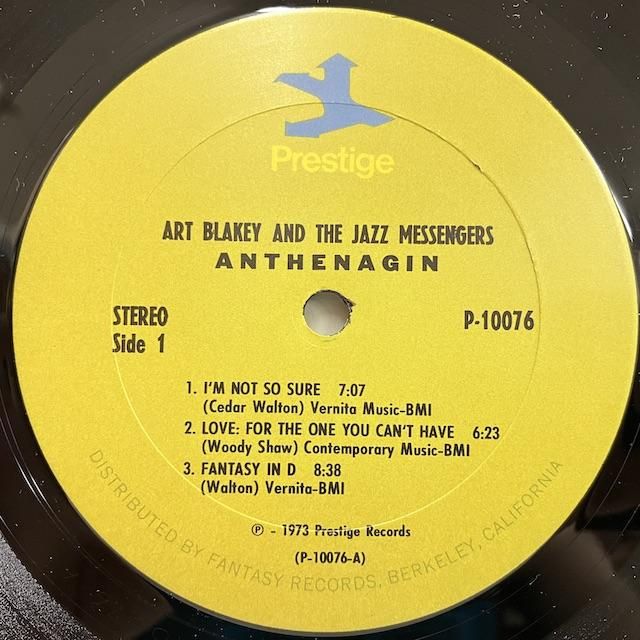 Prestige
ART BLAKEY AND THE JAZZ MESSENGERS
ANTHENAGIN
STEREO
Side 1
P-10076
1. I'M NOT SO SURE 7:07
(Cedar Walton) Vernita Music-BMI
2. LOVE: FOR THE ONE YOU CAN'T HAVE 6:23
(Woody Shaw) Contemporary Music-BMI
3. FANTASY IN D 8:38
(Walton) Vernita-BMI
℗ - 1973 Prestige Records
(P-10076-A)
DISTRIBUTED BY FANTASY RECORDS, BERKELEY, CALIFORNIA